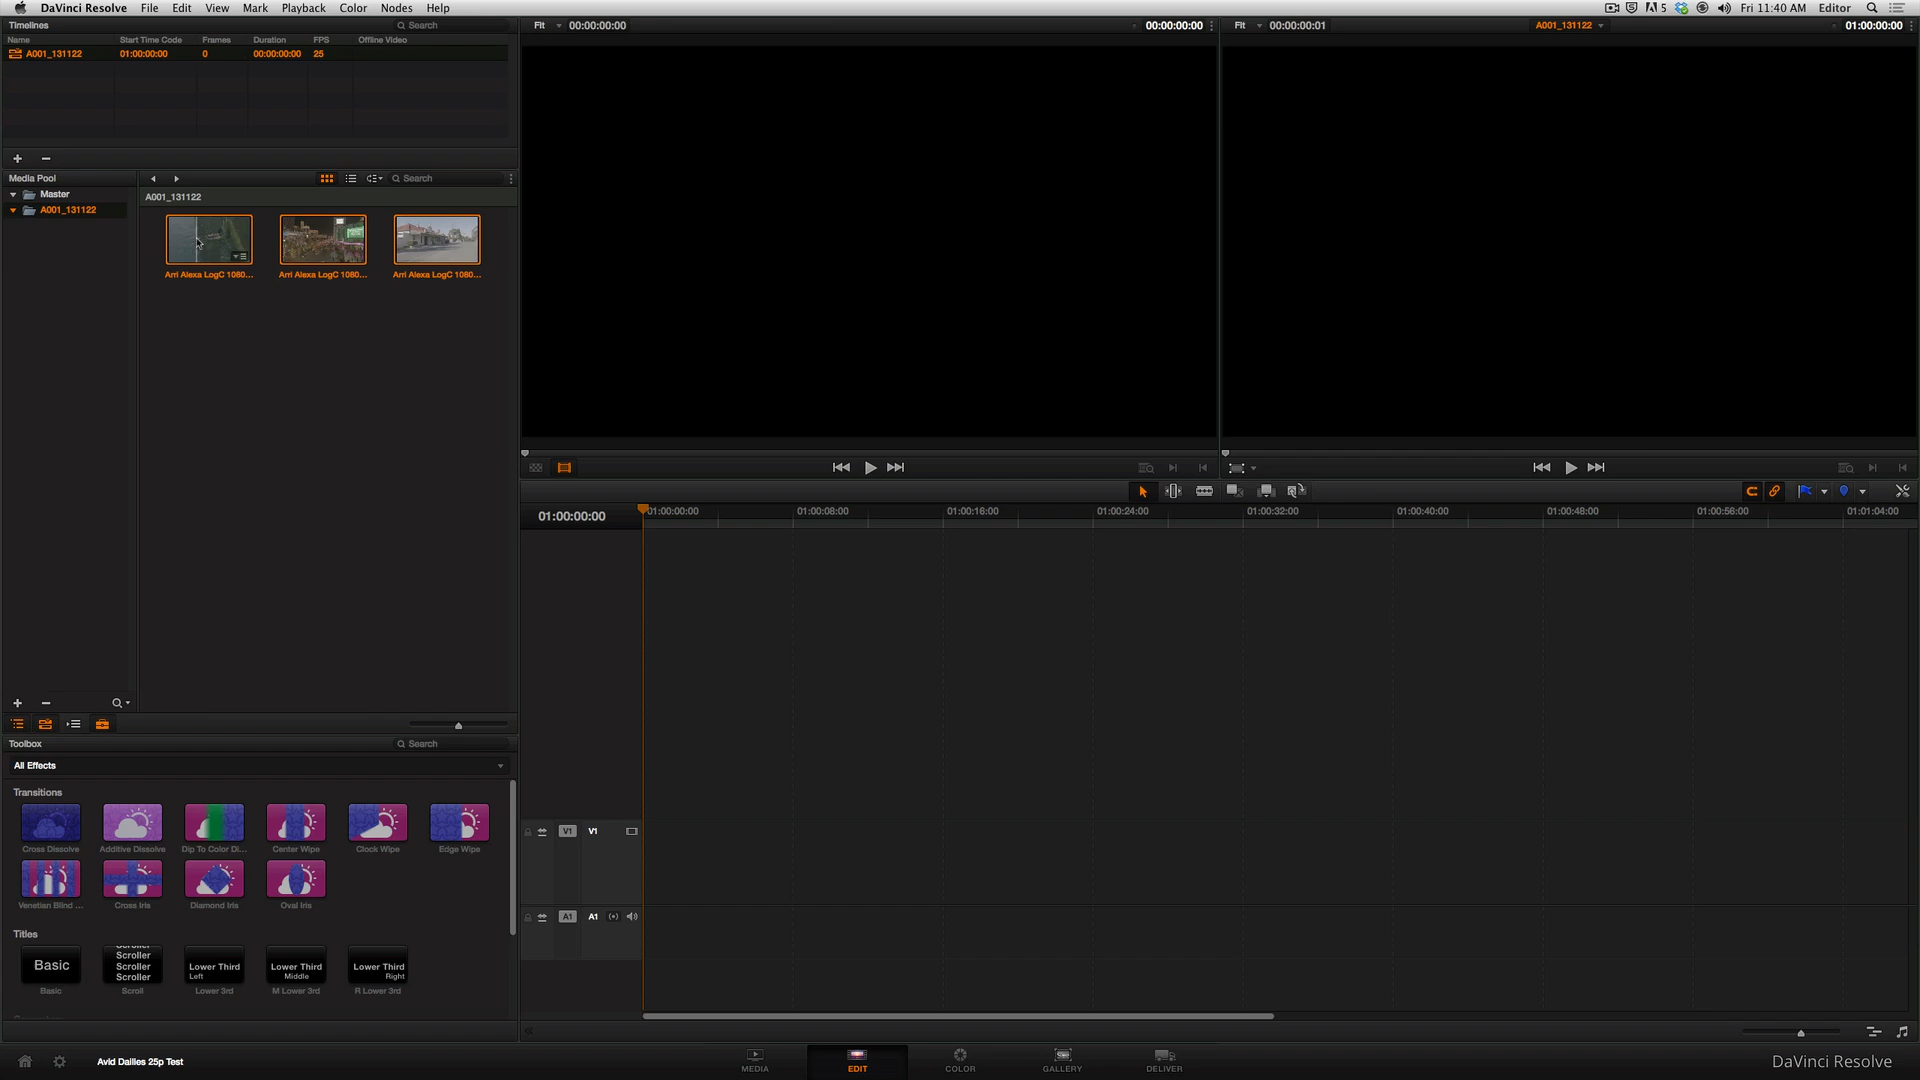 DaVinci Resolve File Edit View Mark Playback Color Nodes Help 5 Fri 11:40 AM Editor
Timelines Search
Name Start Time Code Frames Duration FPS Offline Video
A001_131122 01:00:00:00 0 00:00:00:00 25
Fit 00:00:00:00 00:00:00:00
Fit 00:00:00:01 A001_131122 01:00:00:00
Media Pool Search
Master
A001_131122
A001_131122
Arri Alexa LogC 1080... Arri Alexa LogC 1080... Arri Alexa LogC 1080...
01:00:00:00
01:00:00:00 01:00:08:00 01:00:16:00 01:00:24:00 01:00:32:00 01:00:40:00 01:00:48:00 01:00:56:00 01:01:04:00
V1 V1
A1 A1
Toolbox Search
All Effects
Transitions
Cross Dissolve Additive Dissolve Dip To Color Di... Center Wipe Clock Wipe Edge Wipe
Venetian Blind ... Cross Iris Diamond Iris Oval Iris
Titles
Basic
Scroller
Scroller
Scroller
Lower Third
Left
Lower Third
Middle
Lower Third
Right
Basic Scroll Lower 3rd M Lower 3rd R Lower 3rd
Avid Dailies 25p Test
MEDIA EDIT COLOR GALLERY DELIVER
DaVinci Resolve